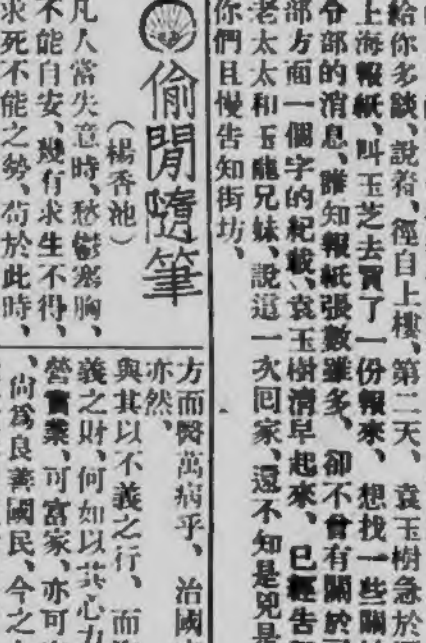 給你多談、說着、徑自上樓、第二天、袁玉樹急於
上海報紙、叫玉芝去買了一份報來、想找一些關
令部的消息、誰知報紙張數雖多、卻不曾有關於
部方面一個字的紀載、袁玉樹清早起來、已經告
老太太和玉龍兄妹、說這一次回家、還不知是兇是
你們且慢告知街坊、
偷閒隨筆
（楊香池）
凡人當失意時、愁鬱塞胸、
不能自安、幾有求生不得、
求死不能之勢、苟於此時、
方而醫萬病乎、治國
亦然、
與其以不義之行、而
義之財、何如以其心力
營實業、可富家、亦可
、尚爲良善國民、今之